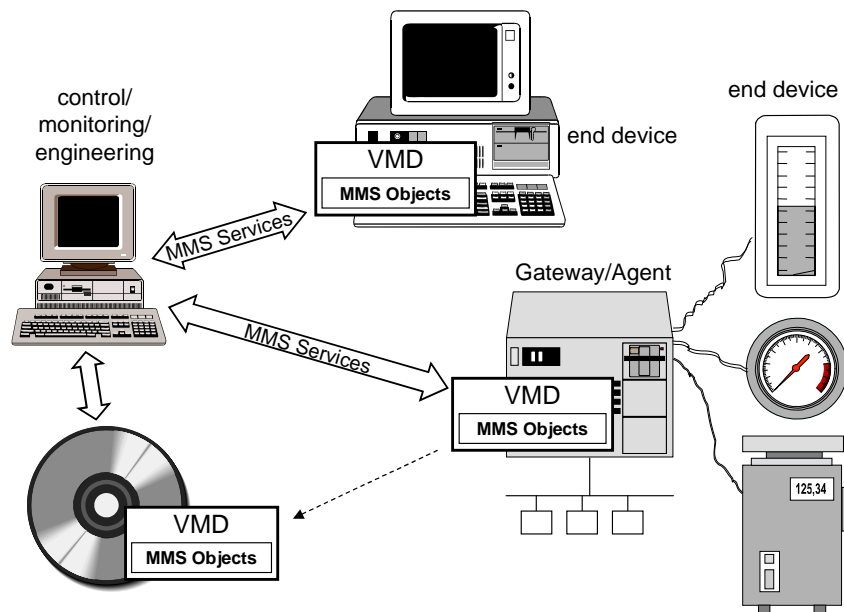 control/
monitoring/
engineering
end device
end device
VMD
MMS Objects
MMS Services
Gateway/Agent
MMS Services
VMD
MMS Objects
125,34
VMD
MMS Objects